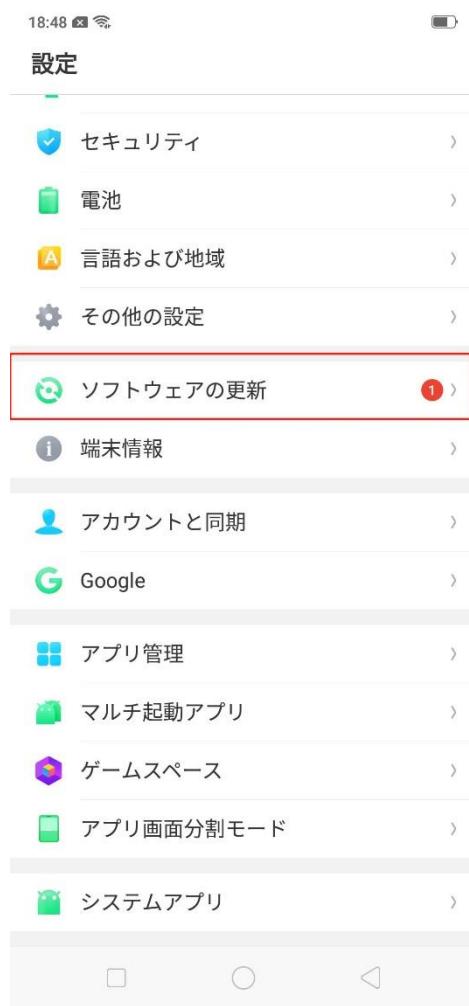 18:48
設定
セキュリティ
電池
言語および地域
その他の設定
ソフトウェアの更新 1
端末情報
アカウントと同期
Google
アプリ管理
マルチ起動アプリ
ゲームスペース
アプリ画面分割モード
システムアプリ